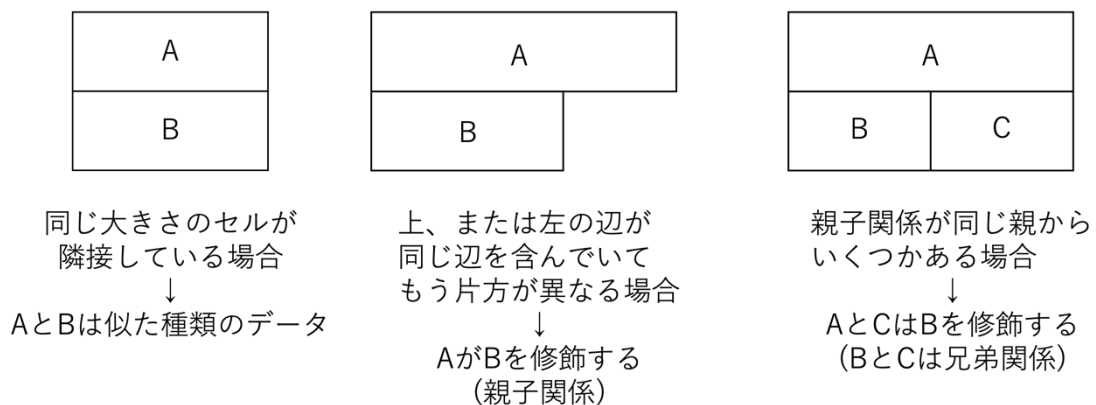 A
B
同じ大きさのセルが
隣接している場合
↓
AとBは似た種類のデータ
A
B
上、または左の辺が
同じ辺を含んでいて
もう片方が異なる場合
↓
AがBを修飾する
（親子関係）
A
B
C
親子関係が同じ親から
いくつかある場合
↓
AとCはBを修飾する
（BとCは兄弟関係）